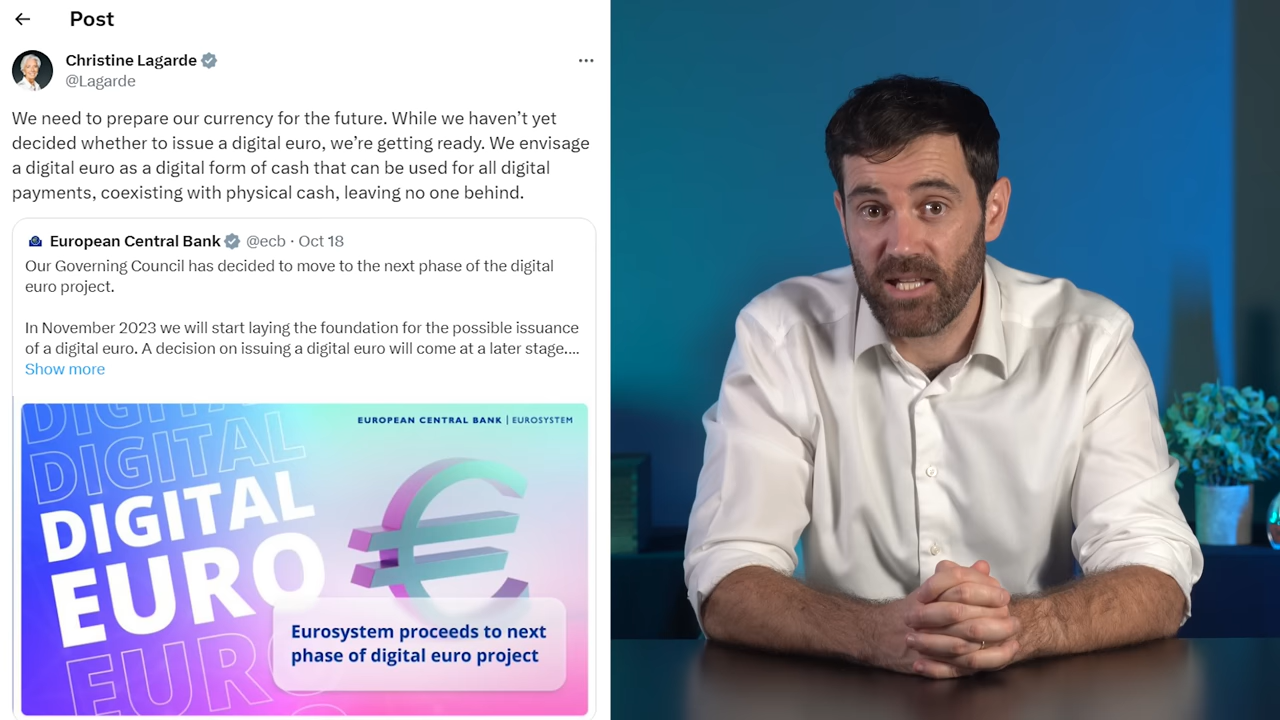 ← Post
Christine Lagarde
@Lagarde
We need to prepare our currency for the future. While we haven’t yet
decided whether to issue a digital euro, we’re getting ready. We envisage
a digital euro as a digital form of cash that can be used for all digital
payments, coexisting with physical cash, leaving no one behind.
European Central Bank @ecb · Oct 18
Our Governing Council has decided to move to the next phase of the digital
euro project.
In November 2023 we will start laying the foundation for the possible issuance
of a digital euro. A decision on issuing a digital euro will come at a later stage....
Show more
EUROPEAN CENTRAL BANK | EUROSYSTEM
DIGITAL
DIGITAL
DIGITAL
EURO
EURO
Eurosystem proceeds to next
phase of digital euro project